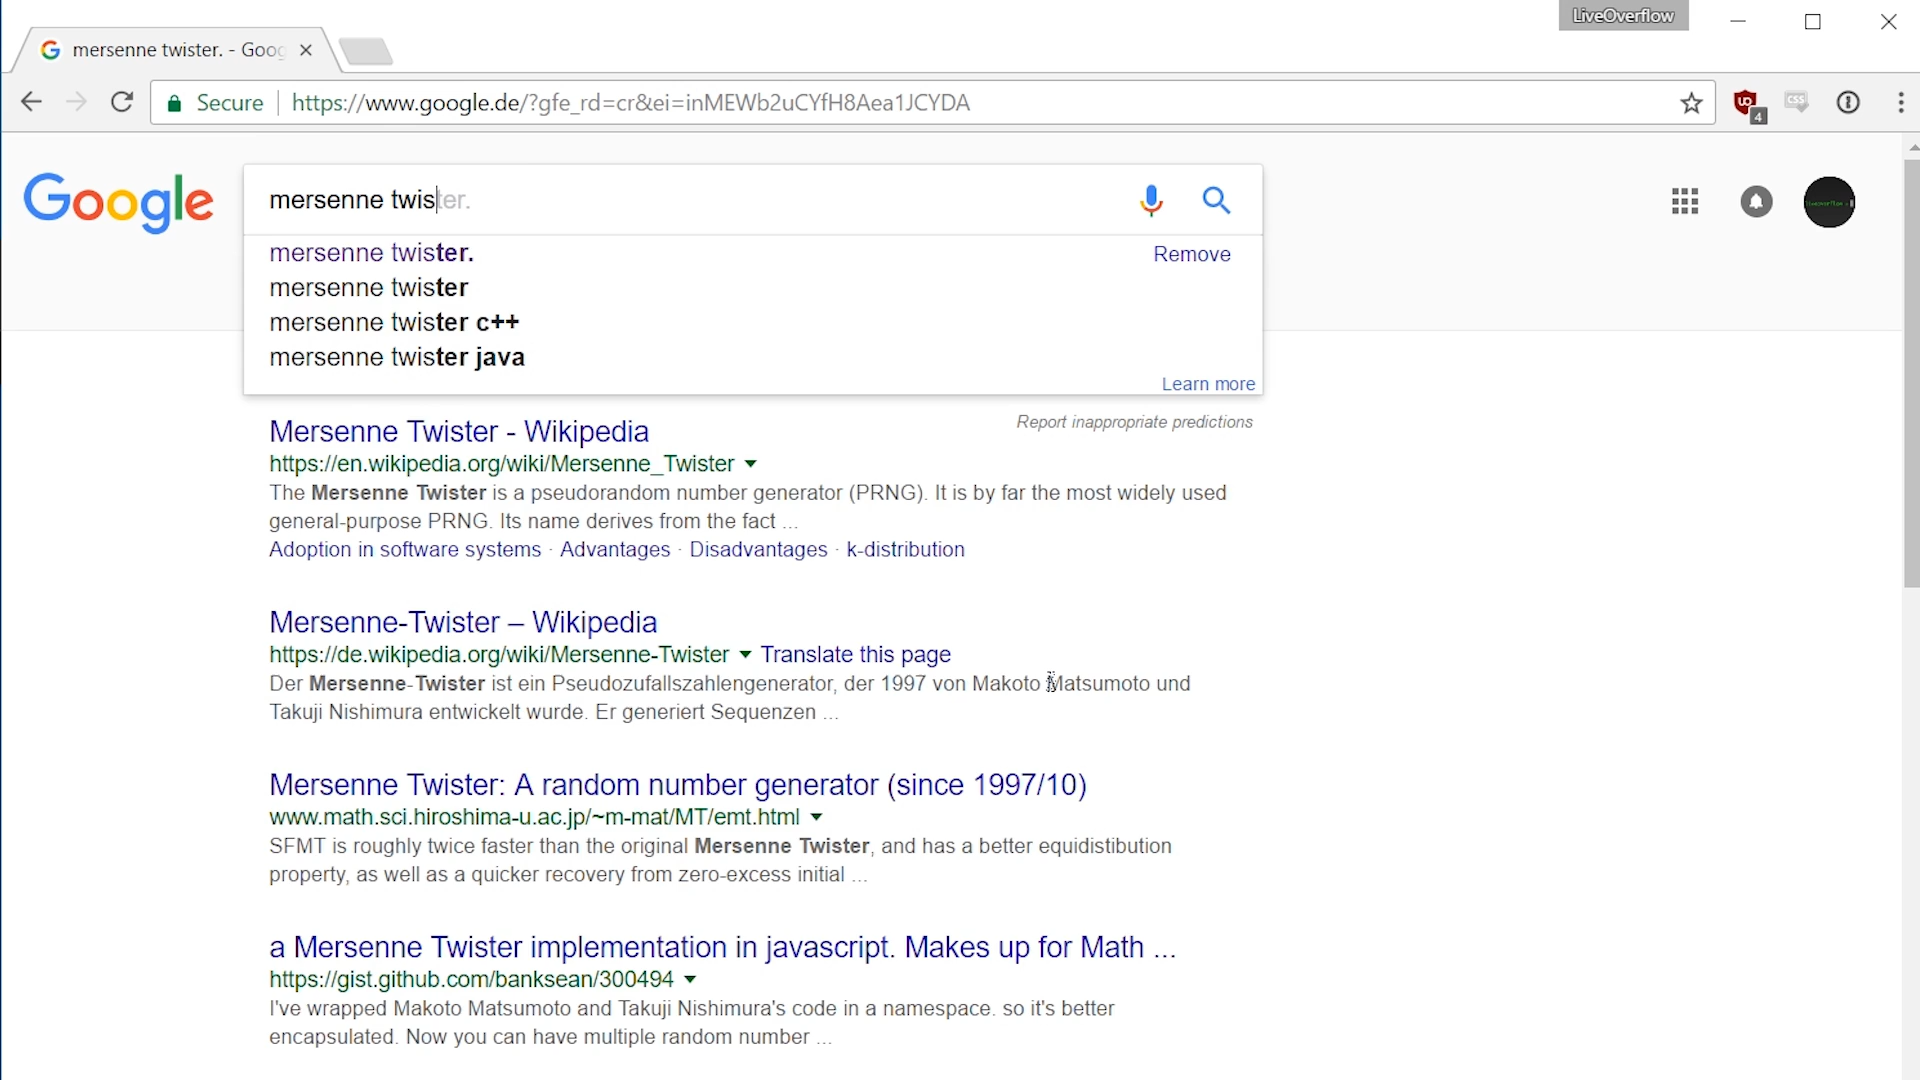 LiveOverflow
mersenne twister. - Goog
Secure https://www.google.de/?gfe_rd=cr&ei=inMEWb2uCYfH8Aea1JCYDA
4
Google
mersenne twister.
mersenne twister. Remove
mersenne twister
mersenne twister c++
mersenne twister java
Learn more
Report inappropriate predictions
Mersenne Twister - Wikipedia
https://en.wikipedia.org/wiki/Mersenne_Twister
The Mersenne Twister is a pseudorandom number generator (PRNG). It is by far the most widely used
general-purpose PRNG. Its name derives from the fact ...
Adoption in software systems · Advantages · Disadvantages · k-distribution
Mersenne-Twister – Wikipedia
https://de.wikipedia.org/wiki/Mersenne-Twister Translate this page
Der Mersenne-Twister ist ein Pseudozufallszahlengenerator, der 1997 von Makoto Matsumoto und
Takuji Nishimura entwickelt wurde. Er generiert Sequenzen ...
Mersenne Twister: A random number generator (since 1997/10)
www.math.sci.hiroshima-u.ac.jp/~m-mat/MT/emt.html
SFMT is roughly twice faster than the original Mersenne Twister, and has a better equidistibution
property, as well as a quicker recovery from zero-excess initial ...
a Mersenne Twister implementation in javascript. Makes up for Math ...
https://gist.github.com/banksean/300494
I've wrapped Makoto Matsumoto and Takuji Nishimura's code in a namespace. so it's better
encapsulated. Now you can have multiple random number ...